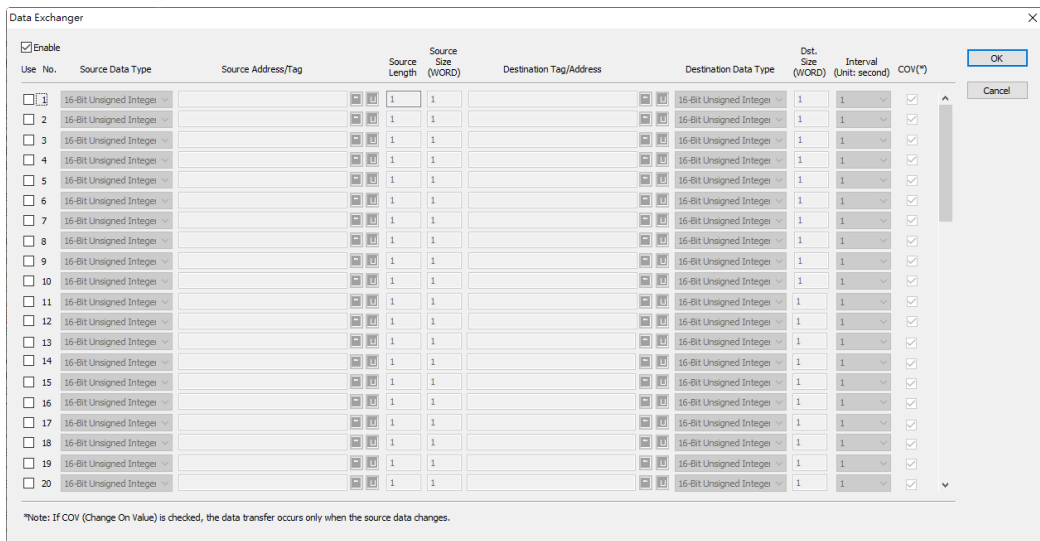 Data Exchanger
Enable
Use No. Source Data Type Source Address/Tag Source Length Source Size (WORD) Destination Tag/Address Destination Data Type Dst. Size (WORD) Interval (Unit: second) COV(*)
OK
Cancel
1 16-Bit Unsigned Integer 1 1 16-Bit Unsigned Integer 1 1
2 16-Bit Unsigned Integer 1 1 16-Bit Unsigned Integer 1 1
3 16-Bit Unsigned Integer 1 1 16-Bit Unsigned Integer 1 1
4 16-Bit Unsigned Integer 1 1 16-Bit Unsigned Integer 1 1
5 16-Bit Unsigned Integer 1 1 16-Bit Unsigned Integer 1 1
6 16-Bit Unsigned Integer 1 1 16-Bit Unsigned Integer 1 1
7 16-Bit Unsigned Integer 1 1 16-Bit Unsigned Integer 1 1
8 16-Bit Unsigned Integer 1 1 16-Bit Unsigned Integer 1 1
9 16-Bit Unsigned Integer 1 1 16-Bit Unsigned Integer 1 1
10 16-Bit Unsigned Integer 1 1 16-Bit Unsigned Integer 1 1
11 16-Bit Unsigned Integer 1 1 16-Bit Unsigned Integer 1 1
12 16-Bit Unsigned Integer 1 1 16-Bit Unsigned Integer 1 1
13 16-Bit Unsigned Integer 1 1 16-Bit Unsigned Integer 1 1
14 16-Bit Unsigned Integer 1 1 16-Bit Unsigned Integer 1 1
15 16-Bit Unsigned Integer 1 1 16-Bit Unsigned Integer 1 1
16 16-Bit Unsigned Integer 1 1 16-Bit Unsigned Integer 1 1
17 16-Bit Unsigned Integer 1 1 16-Bit Unsigned Integer 1 1
18 16-Bit Unsigned Integer 1 1 16-Bit Unsigned Integer 1 1
19 16-Bit Unsigned Integer 1 1 16-Bit Unsigned Integer 1 1
20 16-Bit Unsigned Integer 1 1 16-Bit Unsigned Integer 1 1
*Note: If COV (Change On Value) is checked, the data transfer occurs only when the source data changes.